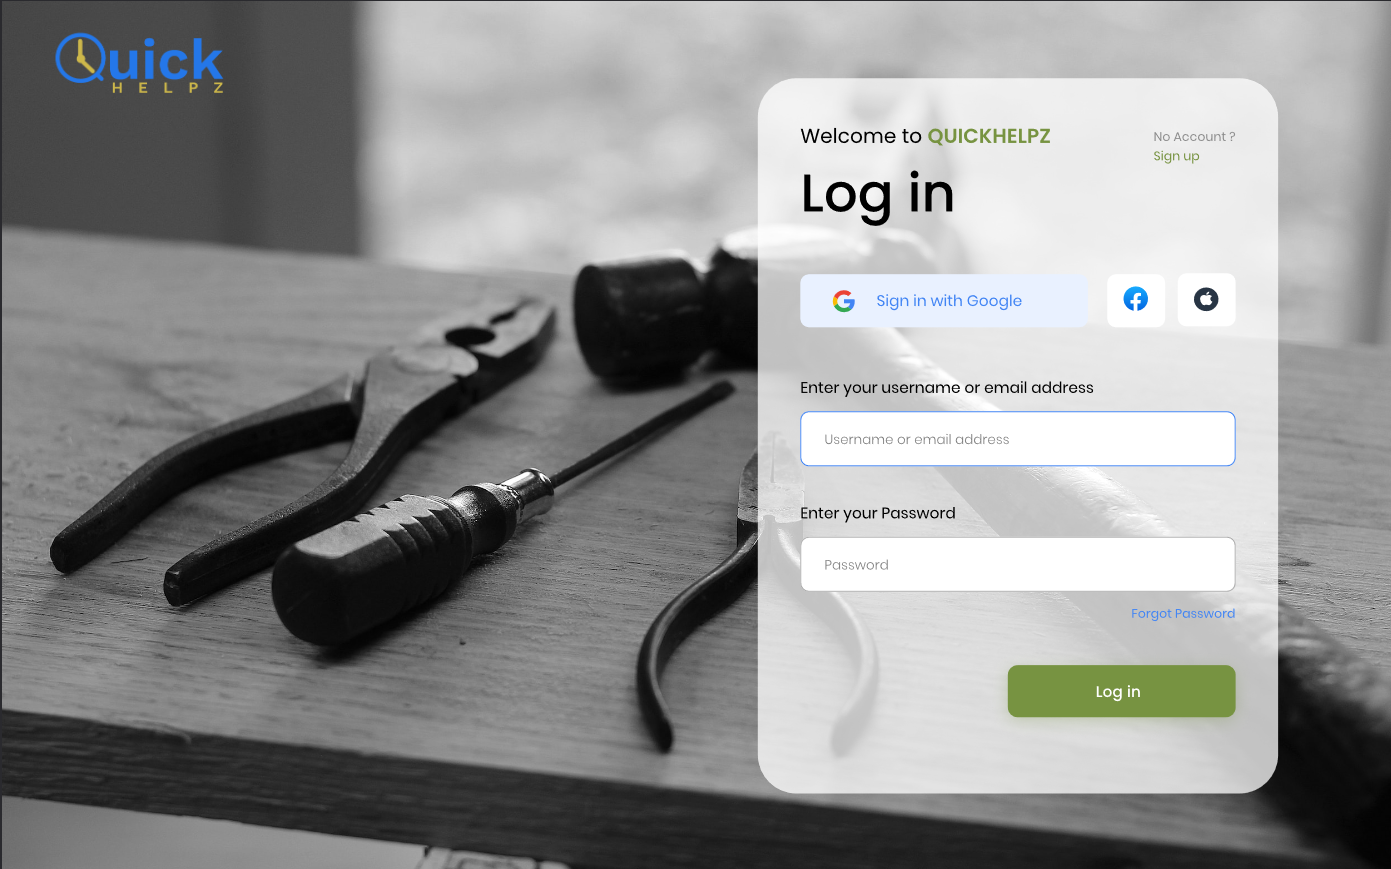 Quick
HELPZ
Welcome to QUICKHELPZ
No Account ?
Sign up
Log in
Sign in with Google
Enter your username or email address
Username or email address
Enter your Password
Password
Forgot Password
Log in